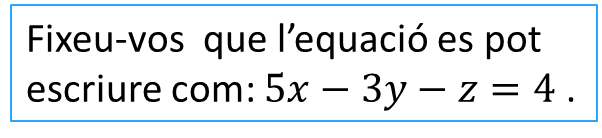 Fixeu-vos que l’equació es pot
escriure com: 5𝑥 − 3𝑦 − 𝑧 = 4 .